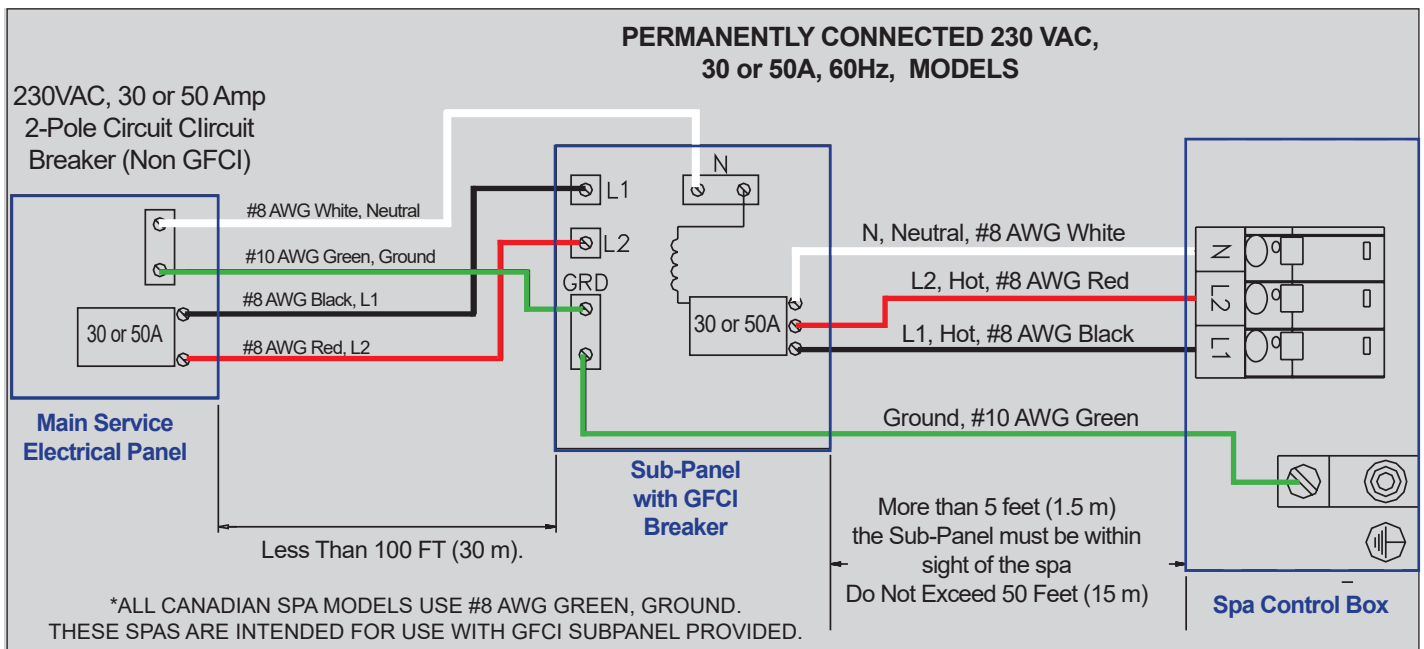 PERMANENTLY CONNECTED 230 VAC,
30 or 50A, 60Hz, MODELS
230VAC, 30 or 50 Amp
2-Pole Circuit CIircuit
Breaker (Non GFCI)
#8 AWG White, Neutral
#10 AWG Green, Ground
#8 AWG Black, L1
30 or 50A
#8 AWG Red, L2
Main Service
Electrical Panel
L1
N
L2
GRD
30 or 50A
Sub-Panel
with GFCI
Breaker
N, Neutral, #8 AWG White
L2, Hot, #8 AWG Red
L1, Hot, #8 AWG Black
Ground, #10 AWG Green
N
L2
L1
Less Than 100 FT (30 m).
More than 5 feet (1.5 m)
the Sub-Panel must be within
sight of the spa
Do Not Exceed 50 Feet (15 m)
Spa Control Box
*ALL CANADIAN SPA MODELS USE #8 AWG GREEN, GROUND.
THESE SPAS ARE INTENDED FOR USE WITH GFCI SUBPANEL PROVIDED.